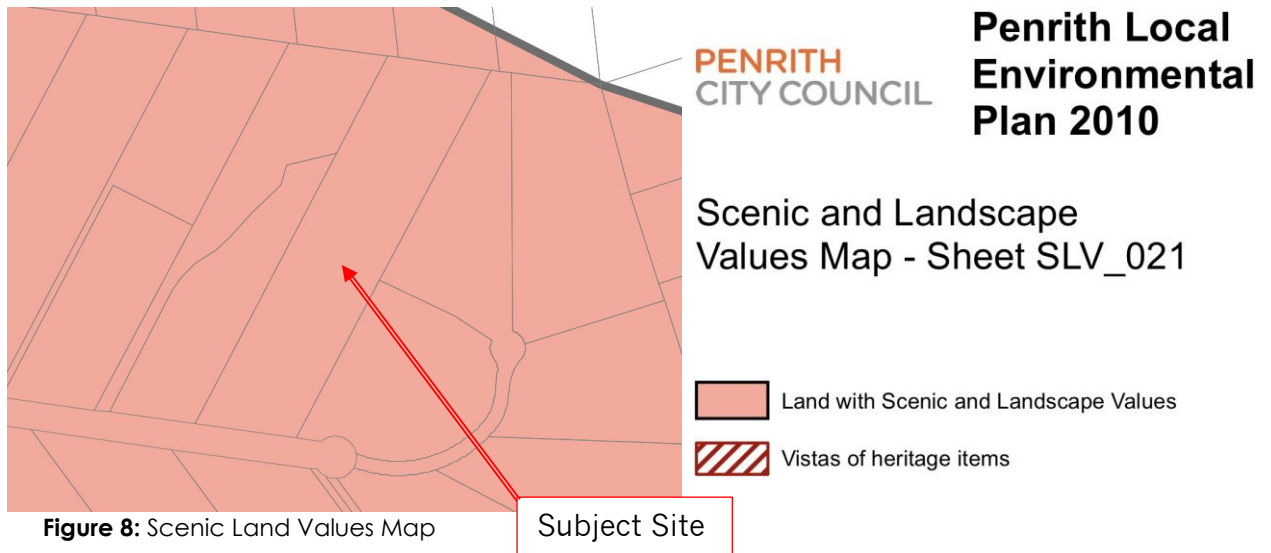 PENRITH
CITY COUNCIL
Penrith Local
Environmental
Plan 2010
Scenic and Landscape
Values Map - Sheet SLV_021
Land with Scenic and Landscape Values
Vistas of heritage items
Figure 8: Scenic Land Values Map
Subject Site